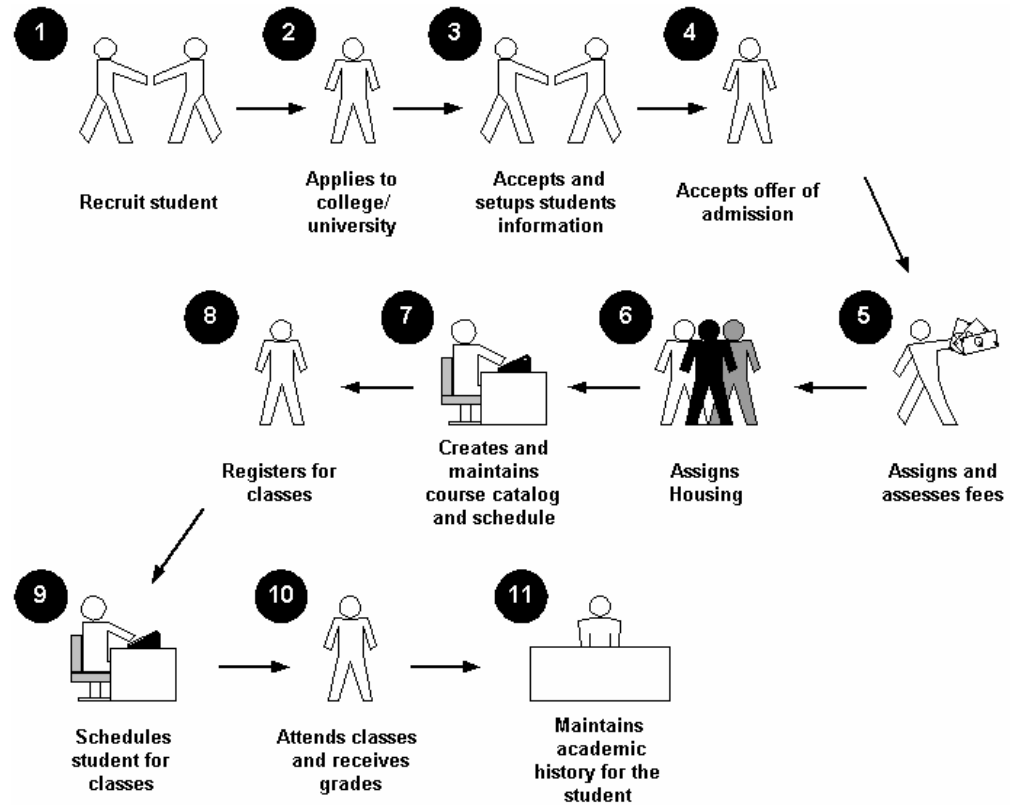 1
Recruit student
2
Applies to
college/
university
3
Accepts and
setups students
information
4
Accepts offer of
admission
5
Assigns and
assesses fees
6
Assigns
Housing
7
Creates and
maintains
course catalog
and schedule
8
Registers for
classes
9
Schedules
student for
classes
10
Attends classes
and receives
grades
11
Maintains
academic
history for the
student